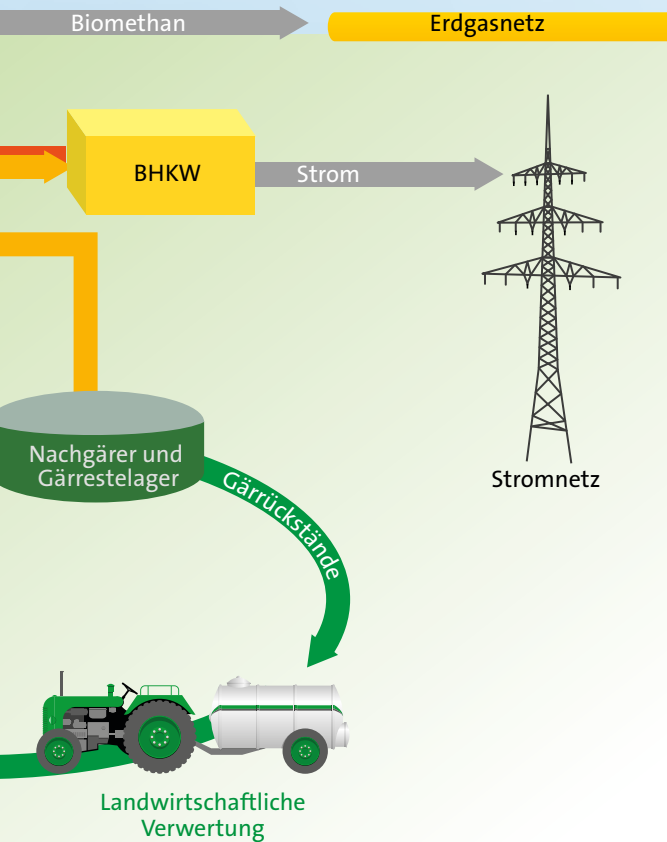 Biomethan
Erdgasnetz
BHKW
Strom
Stromnetz
Nachgärer und
Gärrestelager
Gärrückstände
Landwirtschaftliche
Verwertung